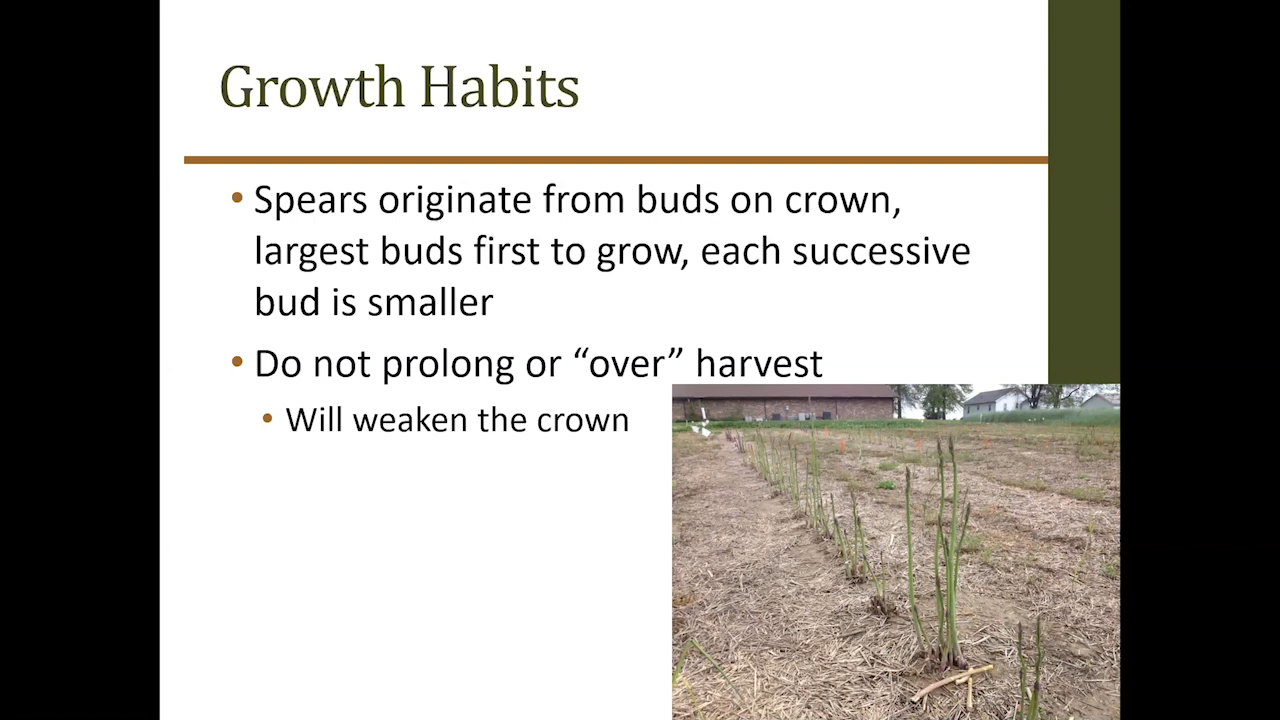 Growth Habits
• Spears originate from buds on crown,
largest buds first to grow, each successive
bud is smaller
• Do not prolong or “over” harvest
• Will weaken the crown